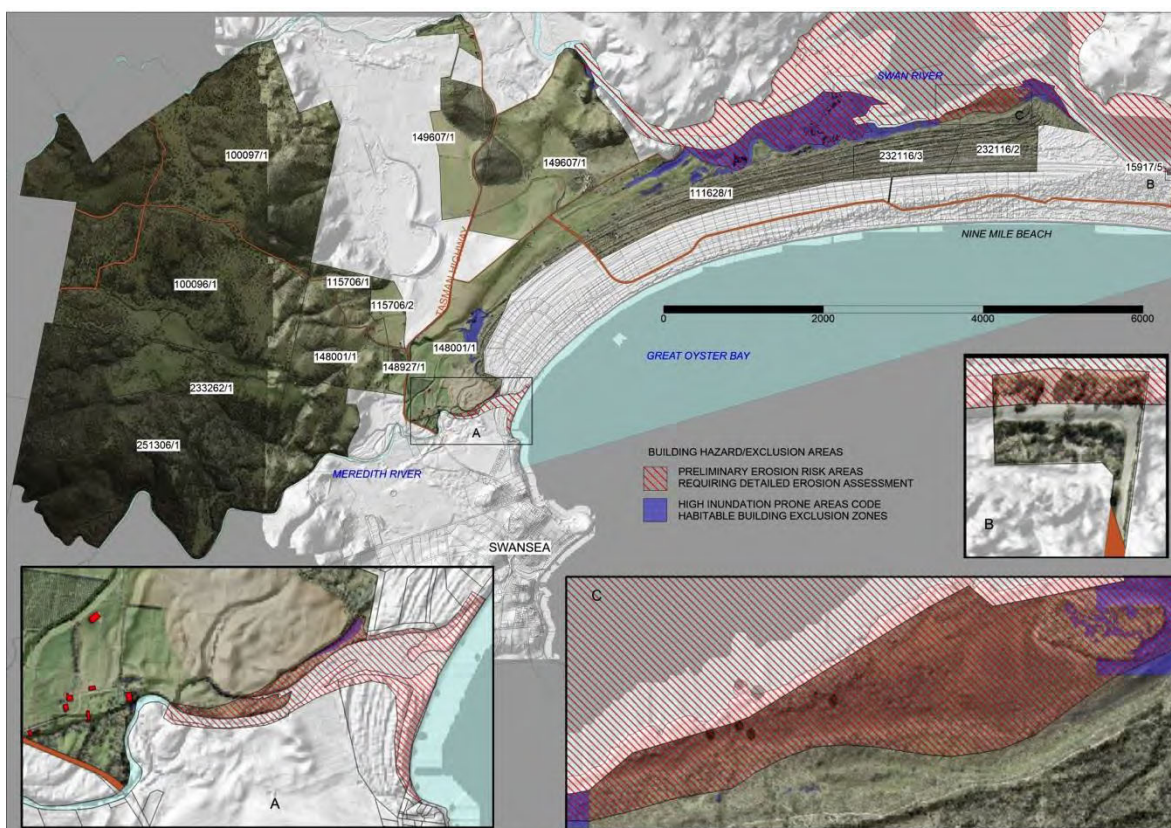 SWAN RIVER
149607/1
100097/1
149607/1
C
232116/3
232116/2
15917/5
B
111628/1
TASMAN HIGHWAY
NINE MILE BEACH
100096/1
115706/1
115706/2
0
2000
4000
6000
148001/1
148001/1
148927/1
GREAT OYSTER BAY
233262/1
251306/1
A
MEREDITH RIVER
BUILDING HAZARD/EXCLUSION AREAS
PRELIMINARY EROSION RISK AREAS
REQUIRING DETAILED EROSION ASSESSMENT
HIGH INUNDATION PRONE AREAS CODE
HABITABLE BUILDING EXCLUSION ZONES
SWANSEA
B
A
C